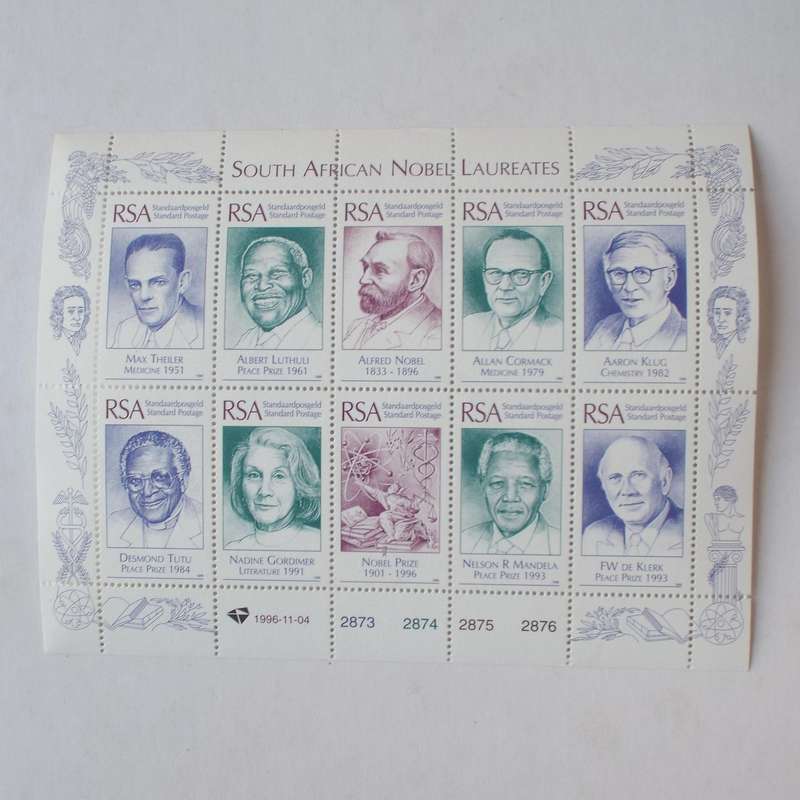 SOUTH AFRICAN NOBEL LAUREATES
RSA Standaardposgeld
Standard Postage
MAX THEILER
MEDICINE 1951
RSA Standaardposgeld
Standard Postage
ALBERT LUTHULI
PEACE PRIZE 1961
RSA Standaardposgeld
Standard Postage
ALFRED NOBEL
1833 - 1896
RSA Standaardposgeld
Standard Postage
ALLAN CORMACK
MEDICINE 1979
RSA Standaardposgeld
Standard Postage
AARON KLUG
CHEMISTRY 1982
RSA Standaardposgeld
Standard Postage
DESMOND TUTU
PEACE PRIZE 1984
RSA Standaardposgeld
Standard Postage
NADINE GORDIMER
LITERATURE 1991
RSA Standaardposgeld
Standard Postage
NOBEL PRIZE
1901 - 1996
RSA Standaardposgeld
Standard Postage
NELSON R MANDELA
PEACE PRIZE 1993
RSA Standaardposgeld
Standard Postage
FW DE KLERK
PEACE PRIZE 1993
1996-11-04 2873 2874 2875 2876